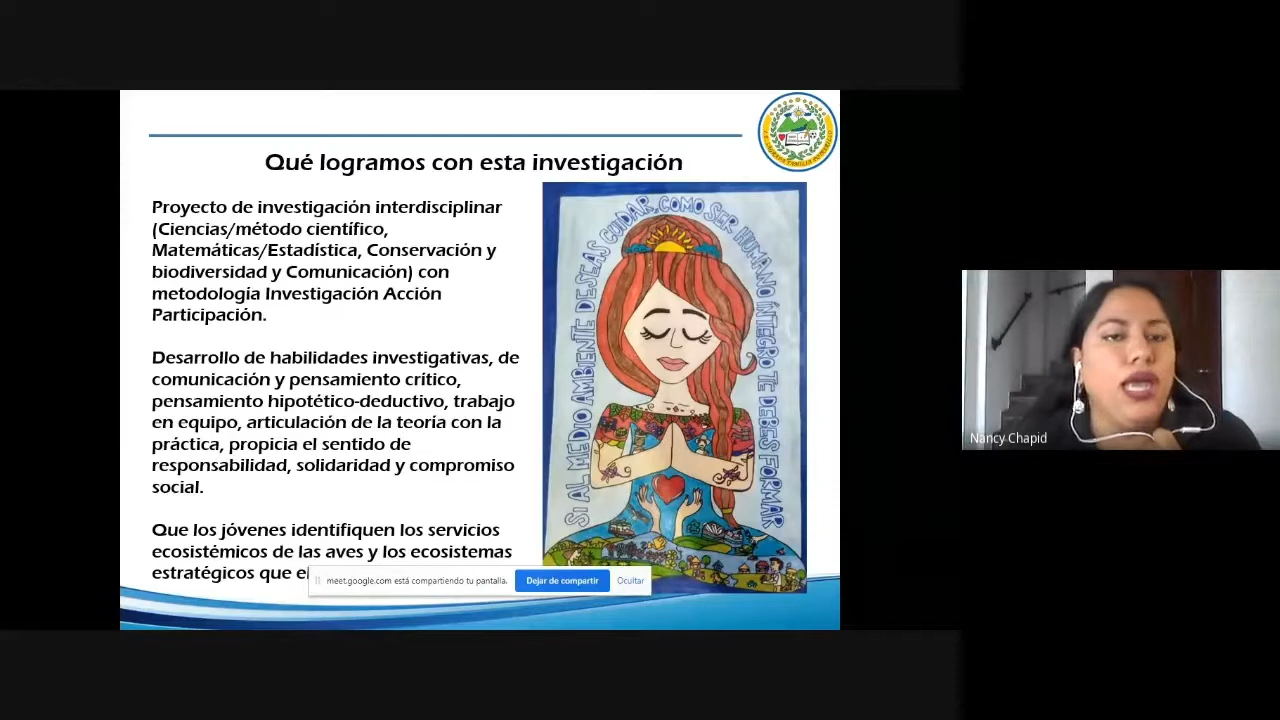 Qué logramos con esta investigación
Proyecto de investigación interdisciplinar
(Ciencias/método científico,
Matemáticas/Estadística, Conservación y
biodiversidad y Comunicación) con
metodología Investigación Acción
Participación.
Desarrollo de habilidades investigativas, de
comunicación y pensamiento crítico,
pensamiento hipotético-deductivo, trabajo
en equipo, articulación de la teoría con la
práctica, propicia el sentido de
responsabilidad, solidaridad y compromiso
social.
Que los jóvenes identifiquen los servicios
ecosistémicos de las aves y los ecosistemas
estratégicos que
SI AL MEDIO AMBIENTE DESEAS CUIDAR, COMO SER HUMANO ÍNTEGRO TE DEBES FORMAR
meet.google.com está compartiendo tu pantalla.
Dejar de compartir
Ocultar
Nancy Chapid